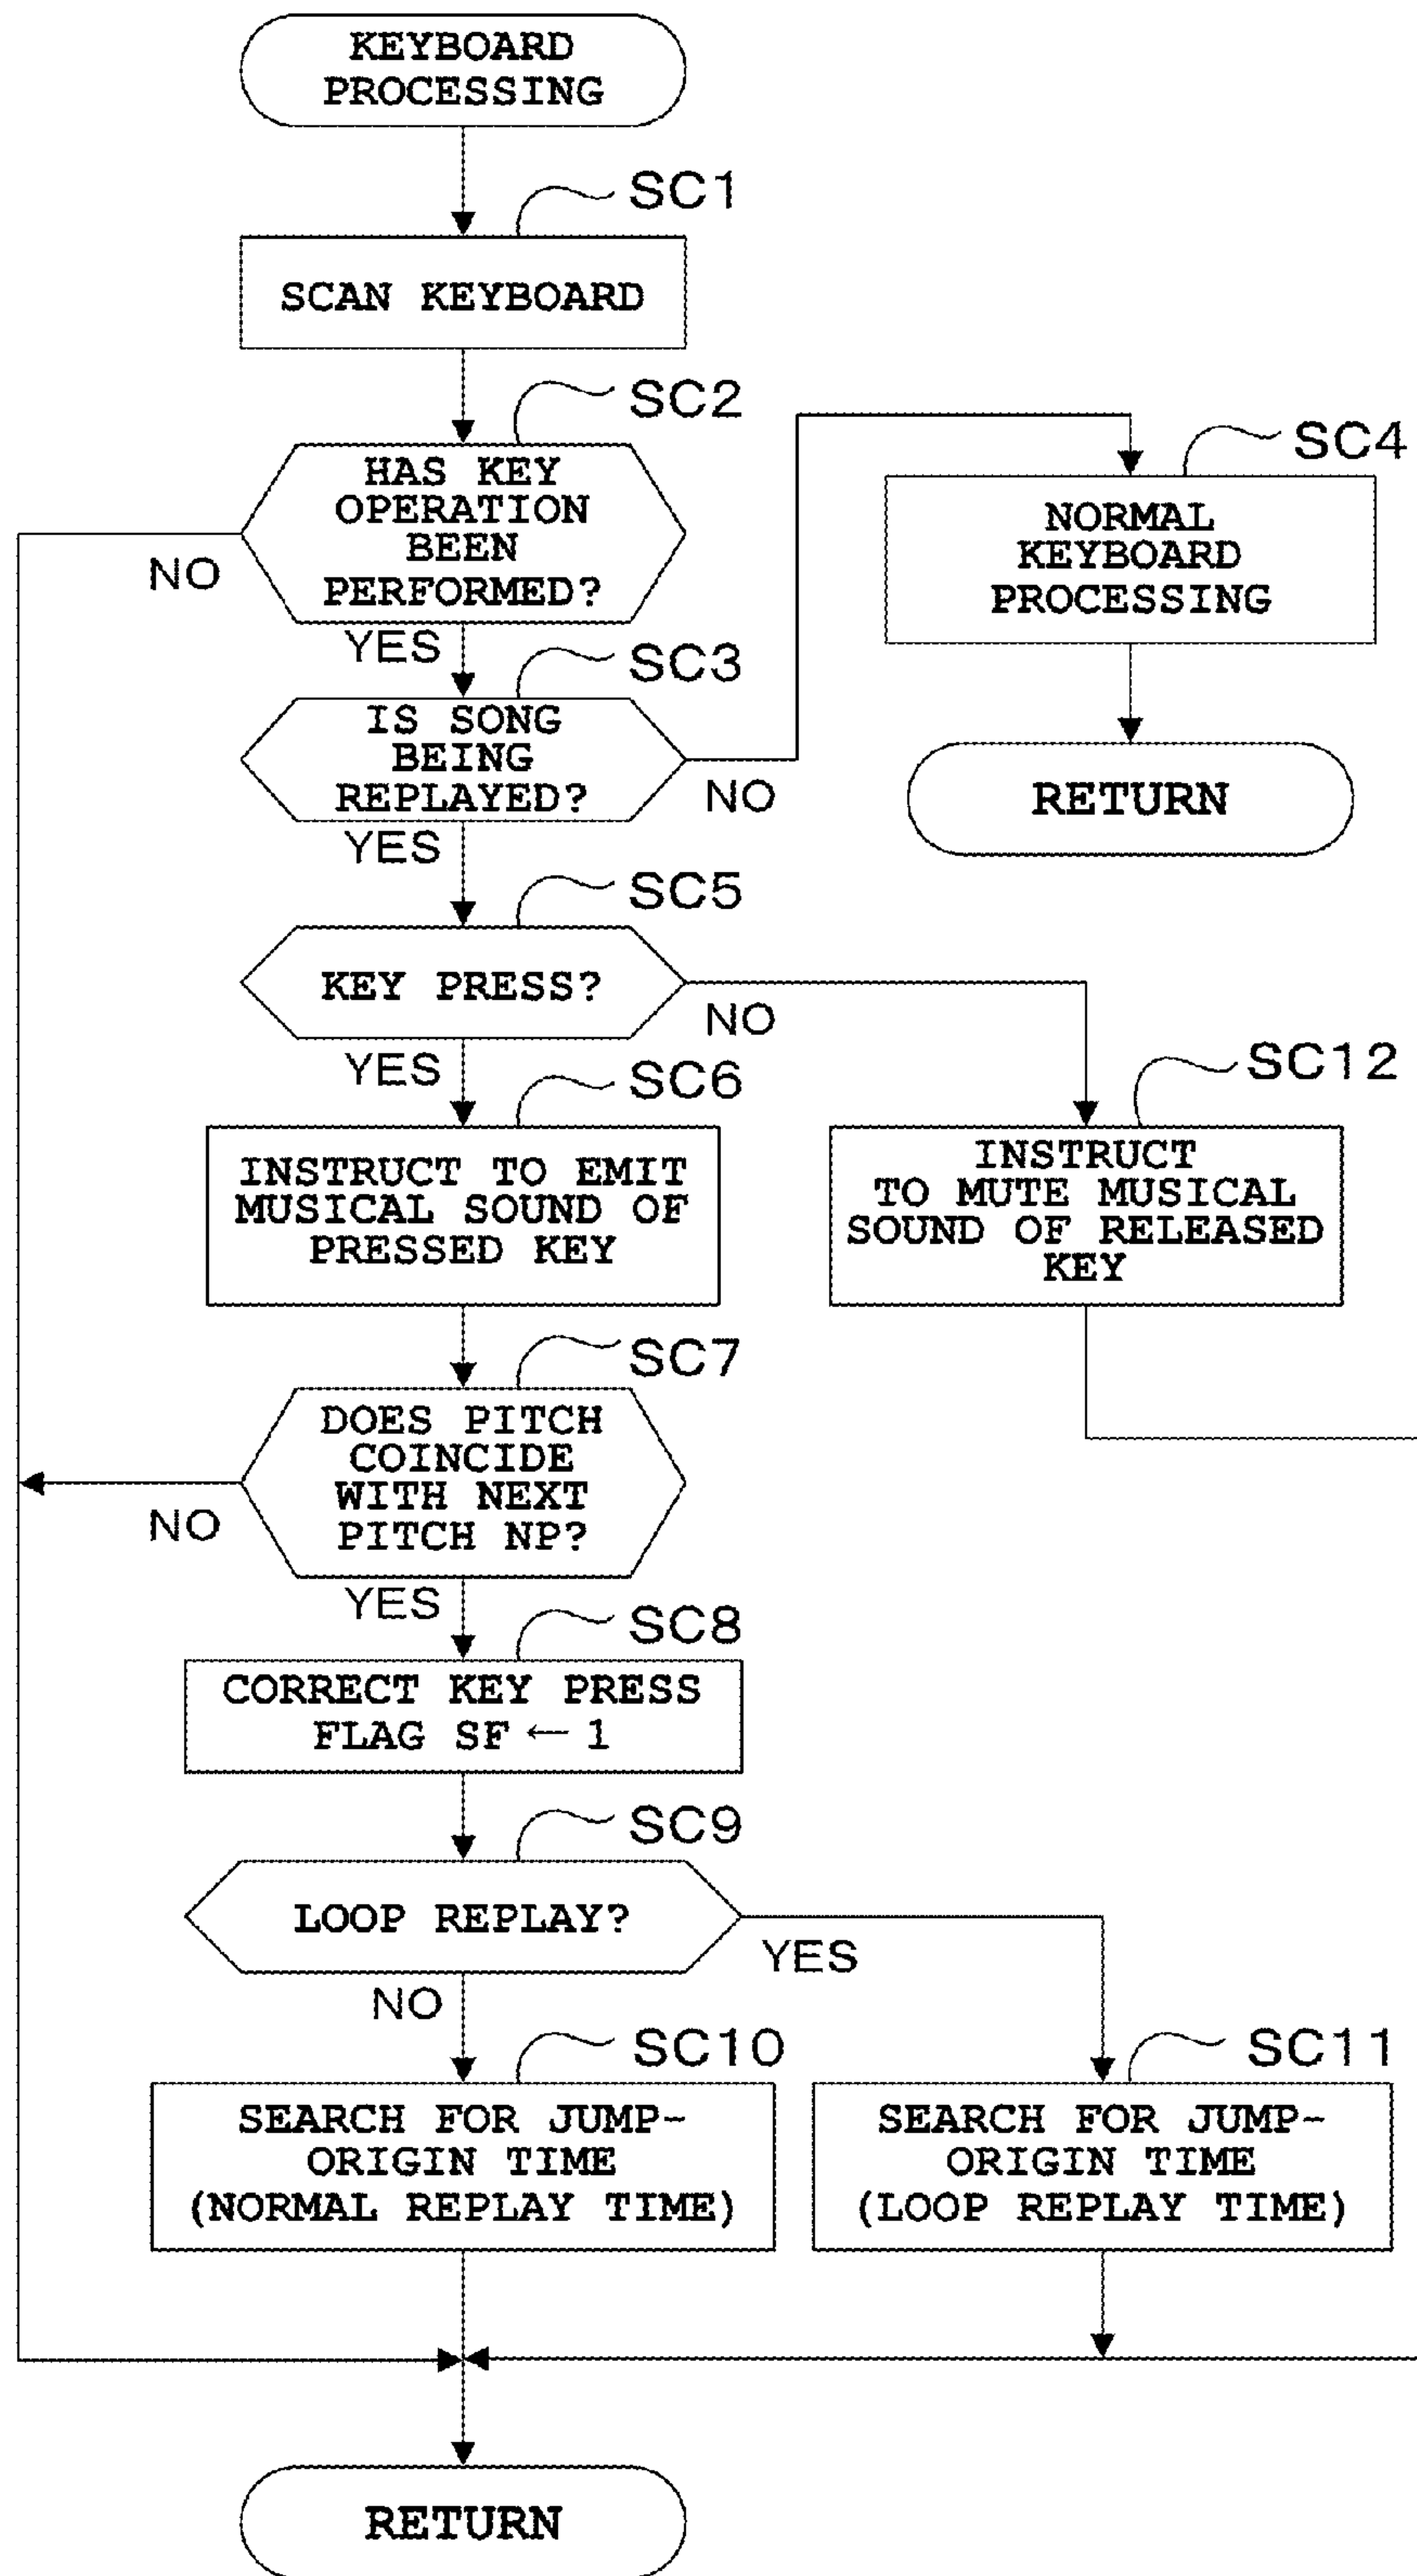 KEYBOARD
PROCESSING
SC1
SCAN KEYBOARD
SC2
HAS KEY
OPERATION
BEEN
PERFORMED?
NO
YES
SC3
IS SONG
BEING
REPLAYED?
NO
YES
SC4
NORMAL
KEYBOARD
PROCESSING
RETURN
SC5
KEY PRESS?
NO
YES
SC6
INSTRUCT TO EMIT
MUSICAL SOUND OF
PRESSED KEY
SC12
INSTRUCT
TO MUTE MUSICAL
SOUND OF RELEASED
KEY
SC7
DOES PITCH
COINCIDE
WITH NEXT
PITCH NP?
NO
YES
SC8
CORRECT KEY PRESS
FLAG SF ← 1
SC9
LOOP REPLAY?
YES
NO
SC10
SEARCH FOR JUMP-
ORIGIN TIME
(NORMAL REPLAY TIME)
SC11
SEARCH FOR JUMP-
ORIGIN TIME
(LOOP REPLAY TIME)
RETURN